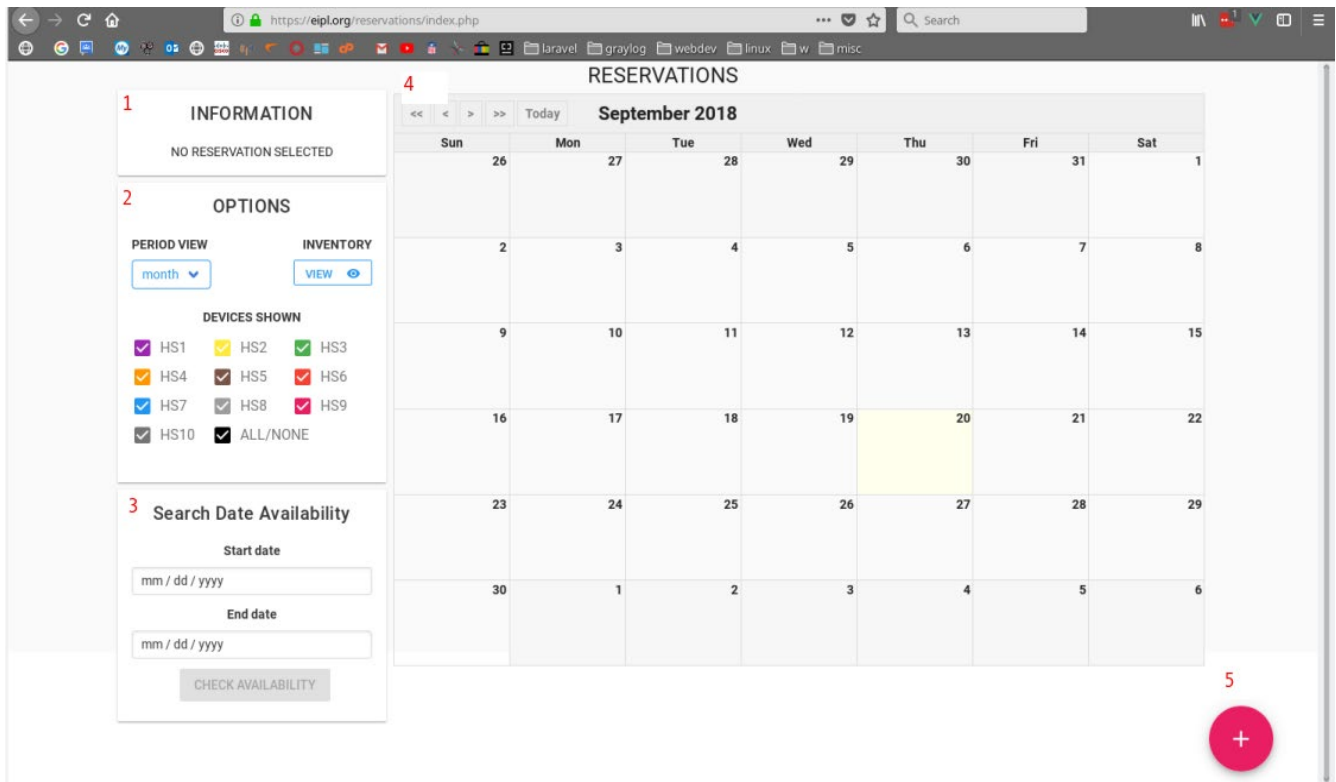 https://eipl.org/reservations/index.php
Search
laravel graylog webdev linux w misc
RESERVATIONS
1
INFORMATION
NO RESERVATION SELECTED
2
OPTIONS
PERIOD VIEW INVENTORY
month VIEW
DEVICES SHOWN
HS1 HS2 HS3
HS4 HS5 HS6
HS7 HS8 HS9
HS10 ALL/NONE
3
Search Date Availability
Start date
mm / dd / yyyy
End date
mm / dd / yyyy
CHECK AVAILABILITY
4
<< < > >> Today September 2018
Sun Mon Tue Wed Thu Fri Sat
26 27 28 29 30 31 1
2 3 4 5 6 7 8
9 10 11 12 13 14 15
16 17 18 19 20 21 22
23 24 25 26 27 28 29
30 1 2 3 4 5 6
5
+